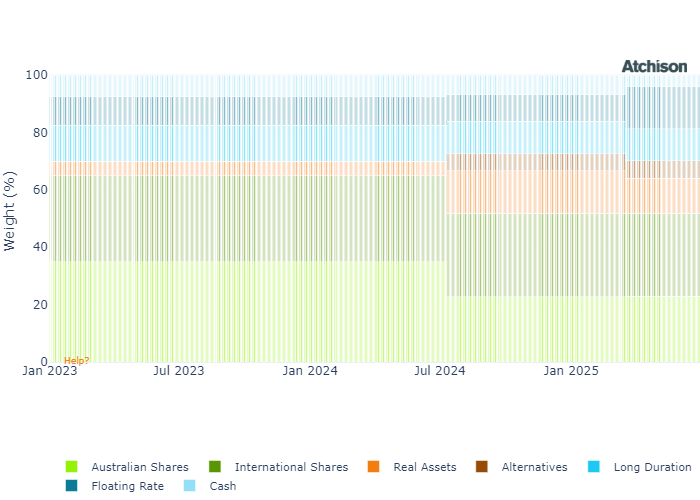 Atchison
100
80
60
40
20
0
Weight (%)
Help?
Jan 2023 Jul 2023 Jan 2024 Jul 2024 Jan 2025
Australian Shares International Shares Real Assets Alternatives Long Duration
Floating Rate Cash